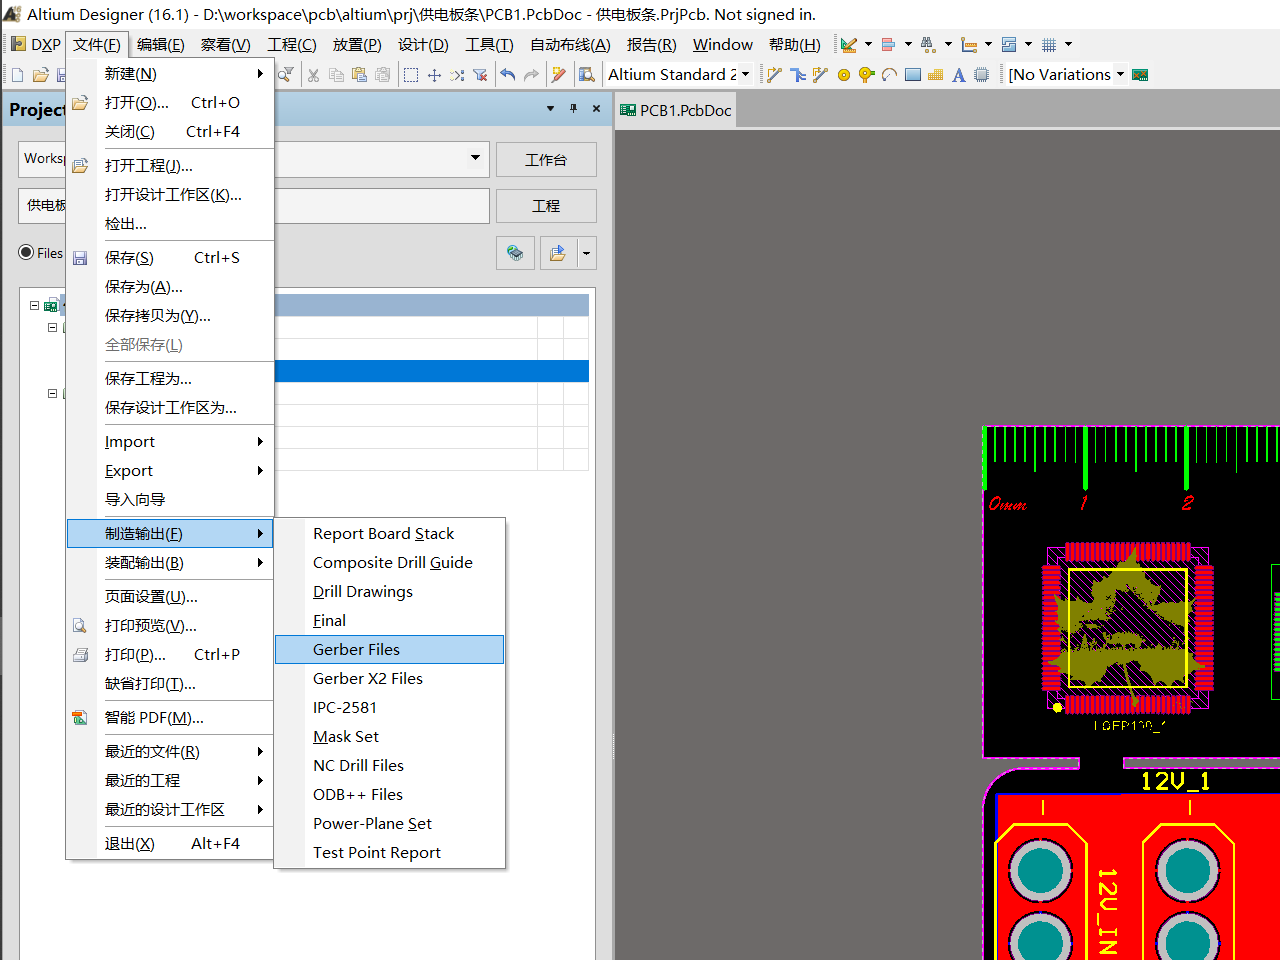 Altium Designer (16.1) - D:\workspace\pcb\altium\prj\供电板条\PCB1.PcbDoc - 供电板条.PrjPcb. Not signed in.
DXP 文件(F) 编辑(E) 察看(V) 工程(C) 放置(P) 设计(D) 工具(T) 自动布线(A) 报告(R) Window 帮助(H)
Altium Standard 2 [No Variations
Projec
PCB1.PcbDoc
Works
工作台
供电板
工程
Files
新建(N)
打开(O)... Ctrl+O
关闭(C) Ctrl+F4
打开工程(J)...
打开设计工作区(K)...
检出...
保存(S) Ctrl+S
保存为(A)...
保存拷贝为(Y)...
全部保存(L)
保存工程为...
保存设计工作区为...
Import
Export
导入向导
制造输出(F)
装配输出(B)
页面设置(U)...
打印预览(V)...
打印(P)... Ctrl+P
缺省打印(T)...
智能 PDF(M)...
最近的文件(R)
最近的工程
最近的设计工作区
退出(X) Alt+F4
Report Board Stack
Composite Drill Guide
Drill Drawings
Final
Gerber Files
Gerber X2 Files
IPC-2581
Mask Set
NC Drill Files
ODB++ Files
Power-Plane Set
Test Point Report
0mm 1 2
LQFP100_1
12V_1
12V_IN